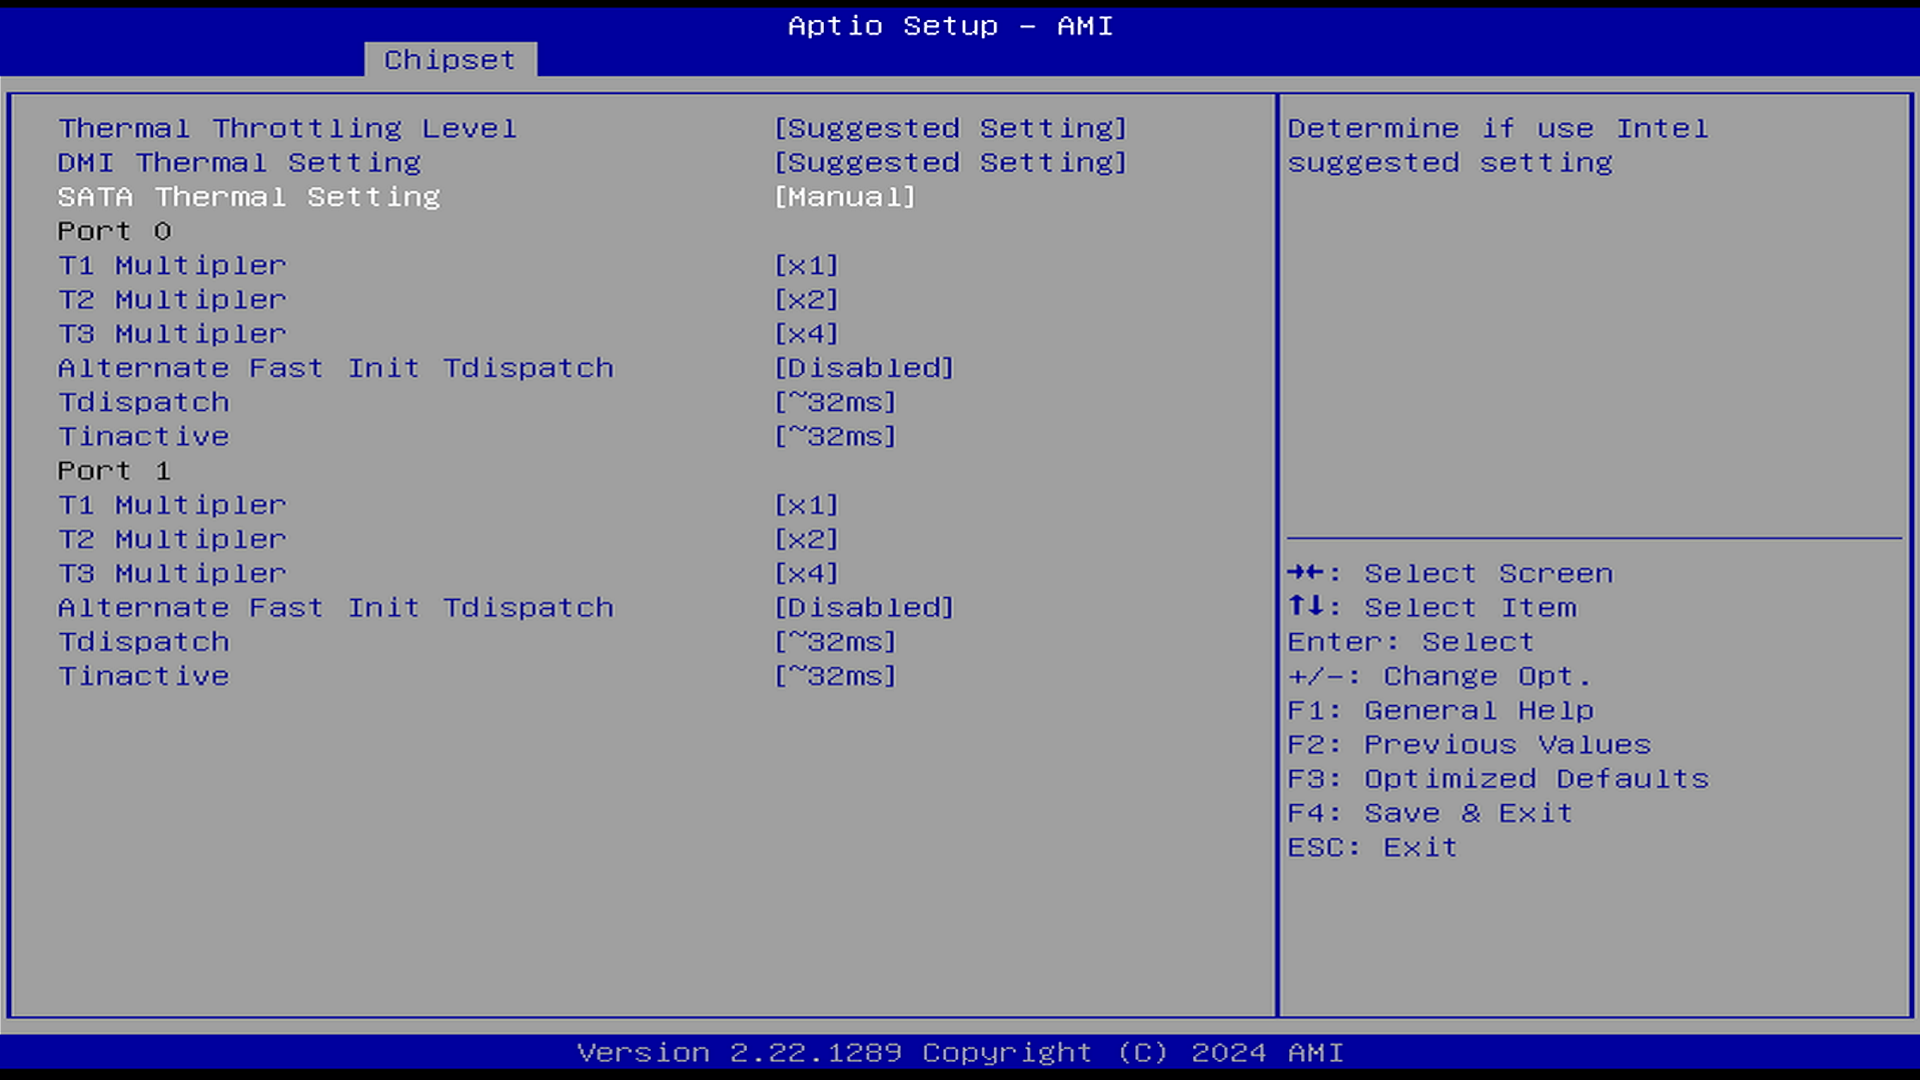 Aptio Setup - AMI
Chipset
Thermal Throttling Level [Suggested Setting]
DMI Thermal Setting [Suggested Setting]
SATA Thermal Setting [Manual]
Port 0
T1 Multipler [x1]
T2 Multipler [x2]
T3 Multipler [x4]
Alternate Fast Init Tdispatch [Disabled]
Tdispatch [~32ms]
Tinactive [~32ms]
Port 1
T1 Multipler [x1]
T2 Multipler [x2]
T3 Multipler [x4]
Alternate Fast Init Tdispatch [Disabled]
Tdispatch [~32ms]
Tinactive [~32ms]
Determine if use Intel
suggested setting
→←: Select Screen
↑↓: Select Item
Enter: Select
+/-: Change Opt.
F1: General Help
F2: Previous Values
F3: Optimized Defaults
F4: Save & Exit
ESC: Exit
Version 2.22.1289 Copyright (C) 2024 AMI